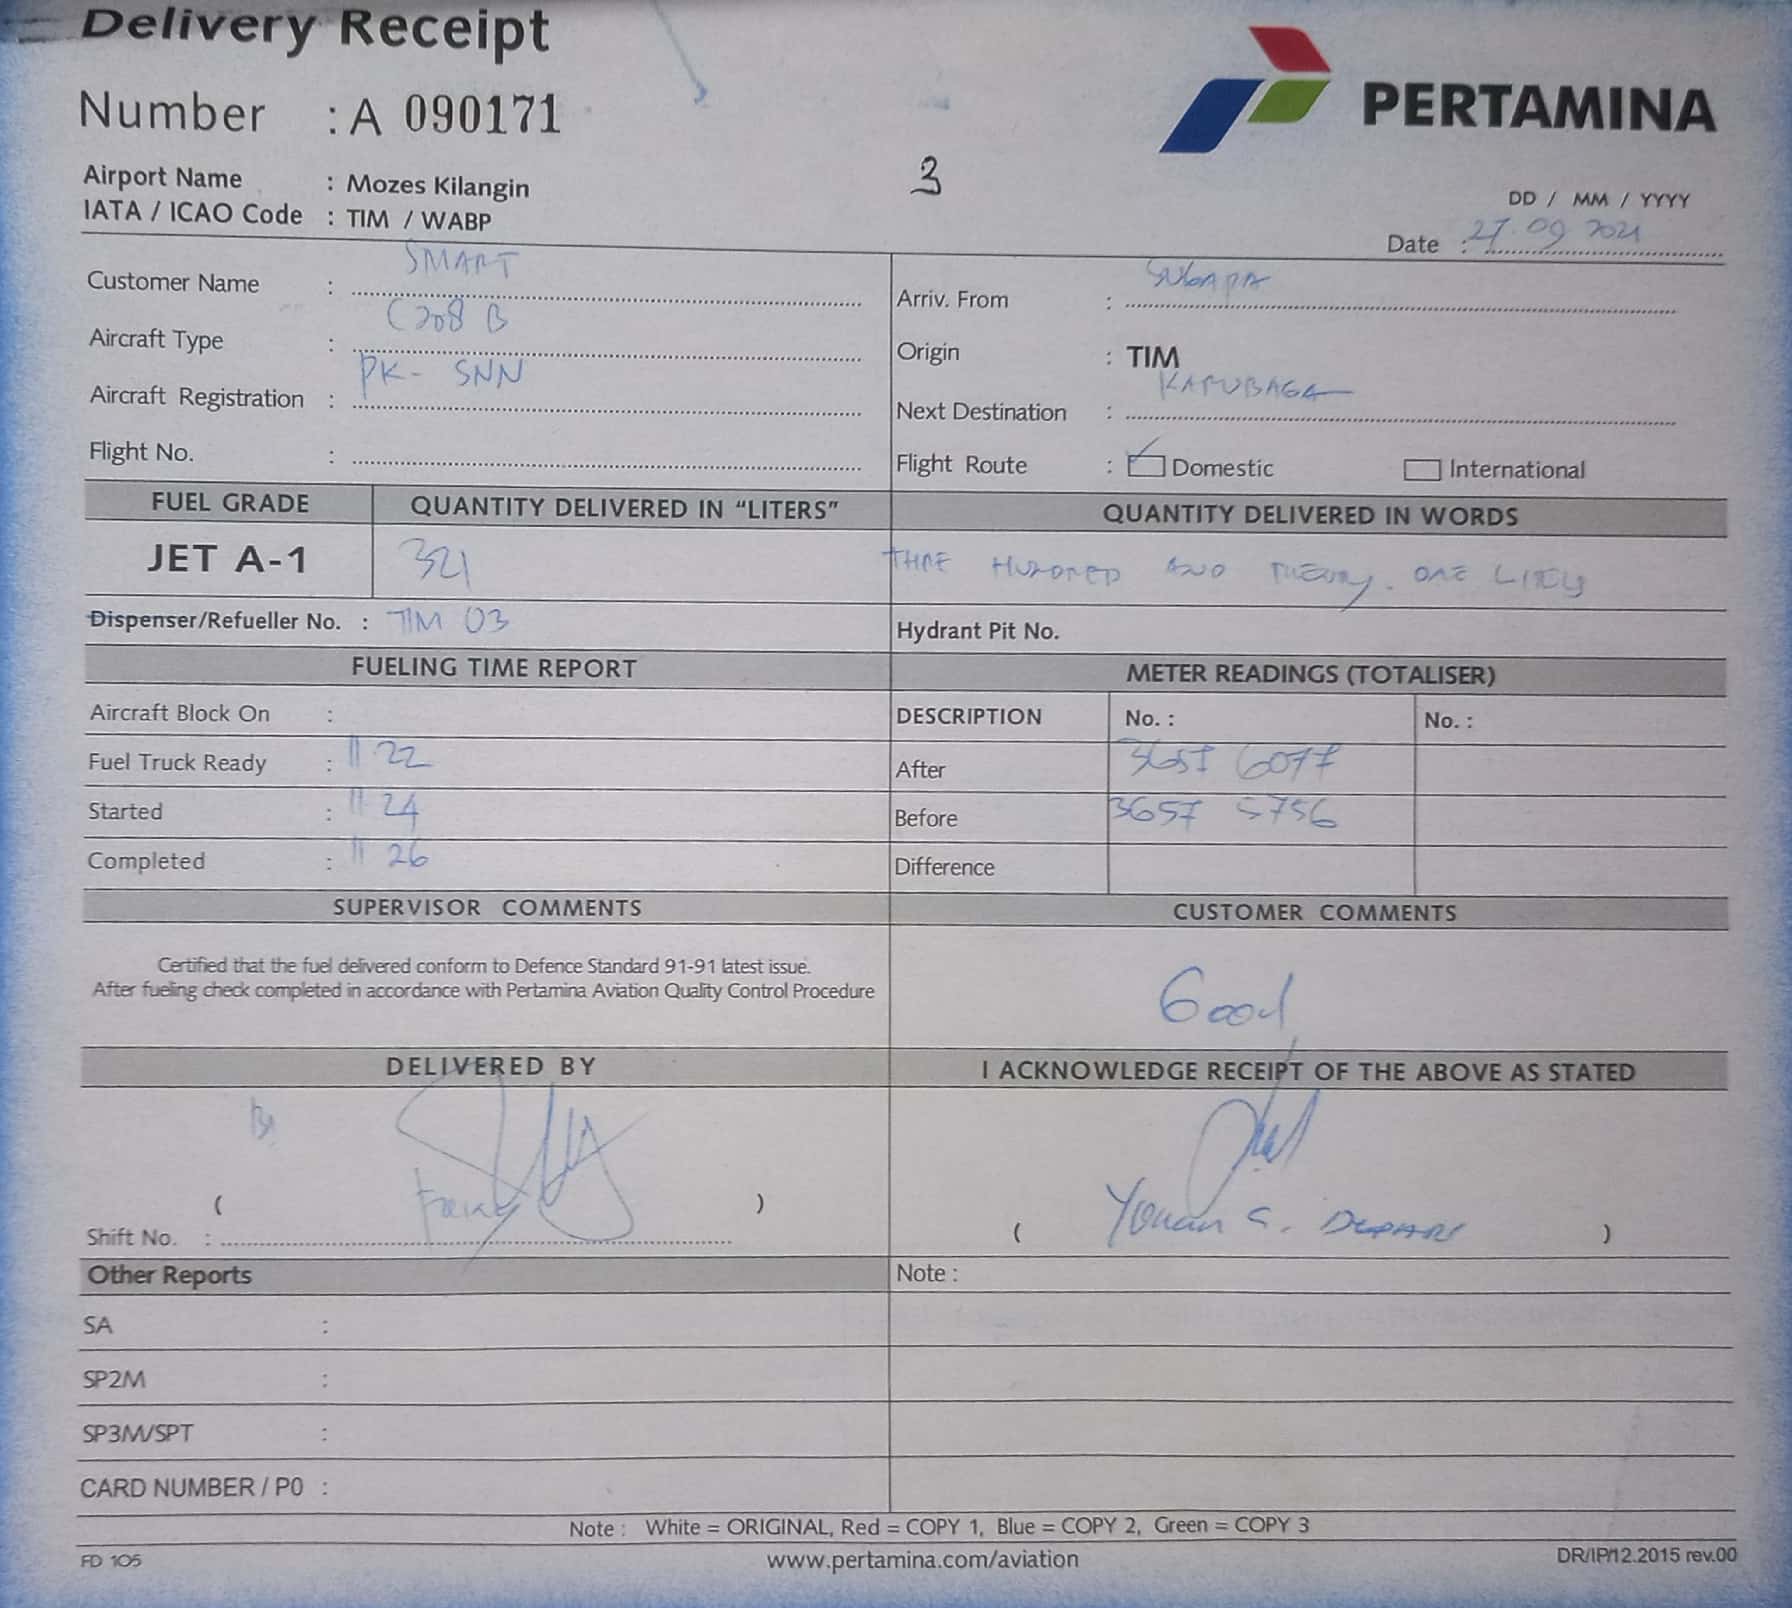 Delivery Receipt
Number : A 090171
PERTAMINA
3
Airport Name : Mozes Kilangin
IATA / ICAO Code : TIM / WABP
DD / MM / YYYY
Date : 27.09 2021
Customer Name : SMART
Arriv. From : SUGAPA
Aircraft Type : C208 B
Origin : TIM
Aircraft Registration : PK- SNN
Next Destination : KARUBAGA
Flight No. :
Flight Route : Domestic International
FUEL GRADE QUANTITY DELIVERED IN “LITERS” QUANTITY DELIVERED IN WORDS
JET A-1 321 HUNDRED AND ONE
Dispenser/Refueller No. : TIM 03 Hydrant Pit No.
FUELING TIME REPORT METER READINGS (TOTALISER)
Aircraft Block On : DESCRIPTION No. : No. :
Fuel Truck Ready : 11 22 After 3657 6077
Started : 11 24 Before 3657 5756
Completed : 11 26 Difference
SUPERVISOR COMMENTS CUSTOMER COMMENTS
Certified that the fuel delivered conform to Defence Standard 91-91 latest issue.
After fueling check completed in accordance with Pertamina Aviation Quality Control Procedure
Good
DELIVERED BY I ACKNOWLEDGE RECEIPT OF THE ABOVE AS STATED
( )
Shift No. : ( )
Other Reports Note :
SA :
SP2M :
SP3M/SPT :
CARD NUMBER / P0 :
Note : White = ORIGINAL, Red = COPY 1, Blue = COPY 2, Green = COPY 3
FD 105 www.pertamina.com/aviation DR/IP/12.2015 rev.00